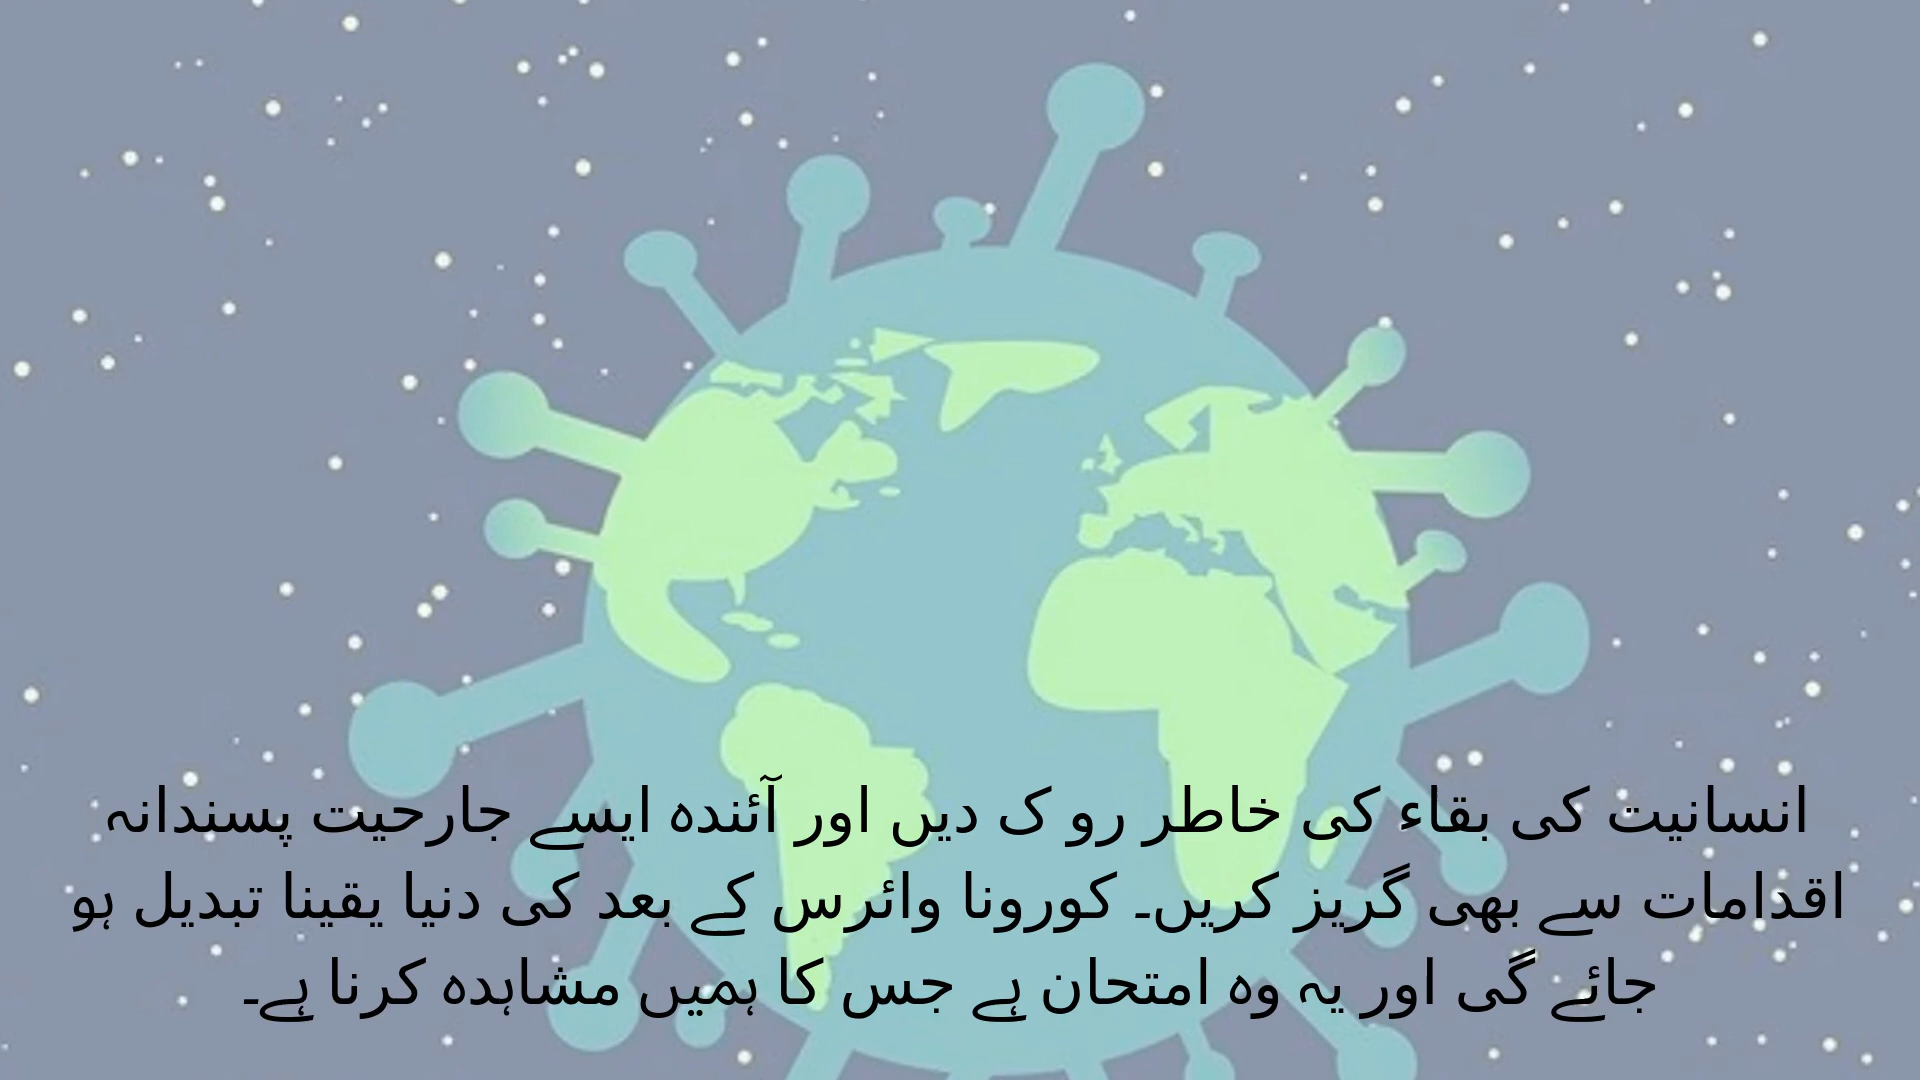 انسانیت کی بقاء کی خاطر رو ک دیں اور آئندہ ایسے جارحیت پسندانہ
اقدامات سے بھی گریز کریں۔ کورونا وائرس کے بعد کی دنیا یقینا تبدیل ہو
جائے گی اور یہ وہ امتحان ہے جس کا ہمیں مشاہدہ کرنا ہے۔